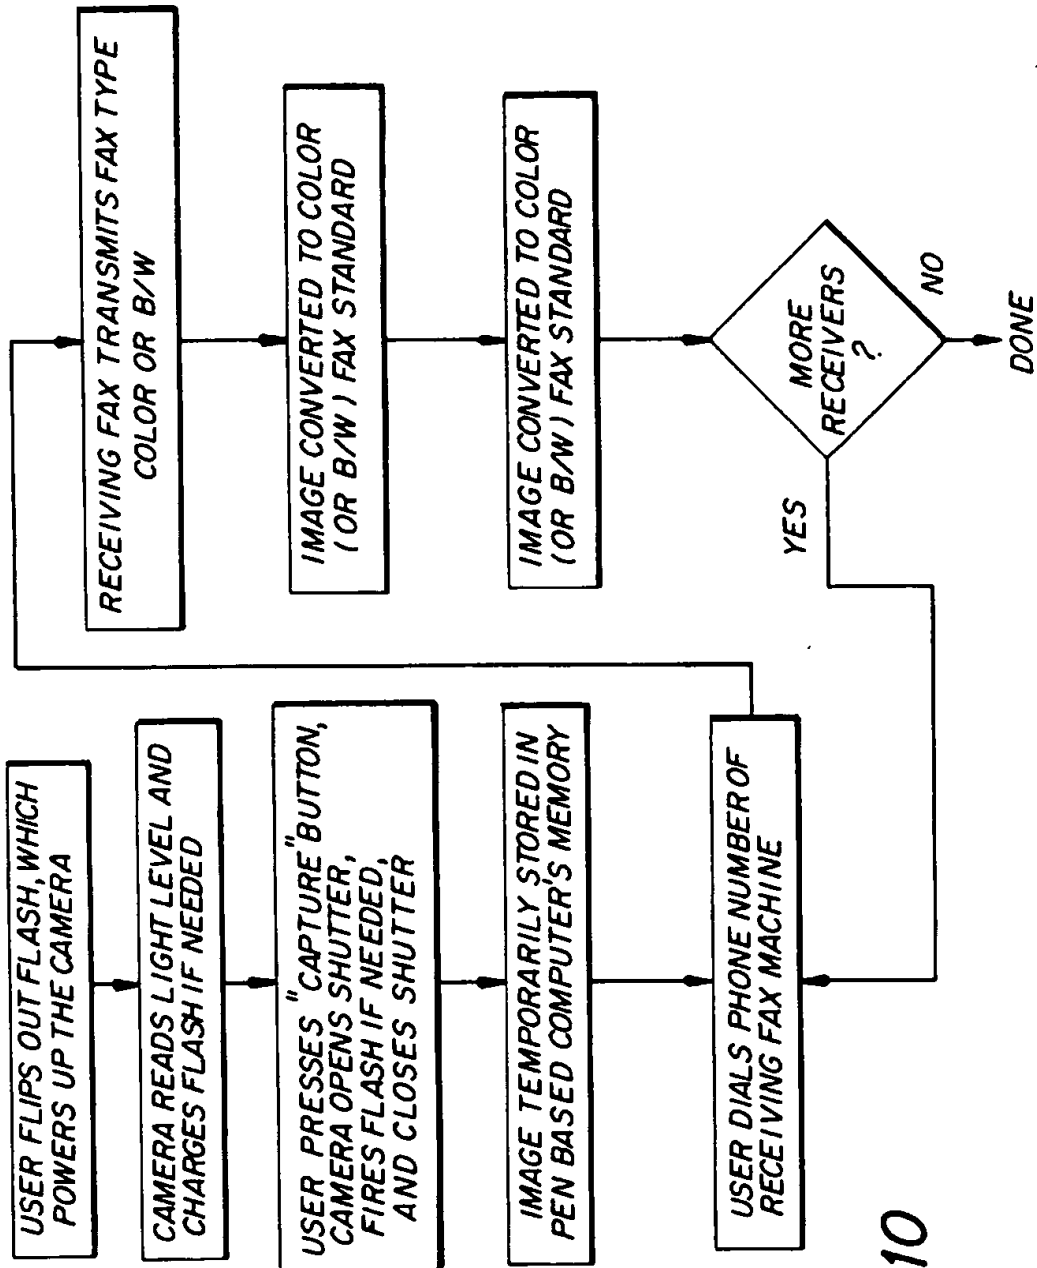 USER FLIPS OUT FLASH, WHICH
POWERS UP THE CAMERA
CAMERA READS LIGHT LEVEL AND
CHARGES FLASH IF NEEDED
USER PRESSES "CAPTURE" BUTTON,
CAMERA OPENS SHUTTER,
FIRES FLASH IF NEEDED,
AND CLOSES SHUTTER
IMAGE TEMPORARILY STORED IN
PEN BASED COMPUTER'S MEMORY
USER DIALS PHONE NUMBER OF
RECEIVING FAX MACHINE
RECEIVING FAX TRANSMITS FAX TYPE
COLOR OR B/W
IMAGE CONVERTED TO COLOR
(OR B/W) FAX STANDARD
IMAGE CONVERTED TO COLOR
(OR B/W) FAX STANDARD
MORE
RECEIVERS
?
YES
NO
DONE
10